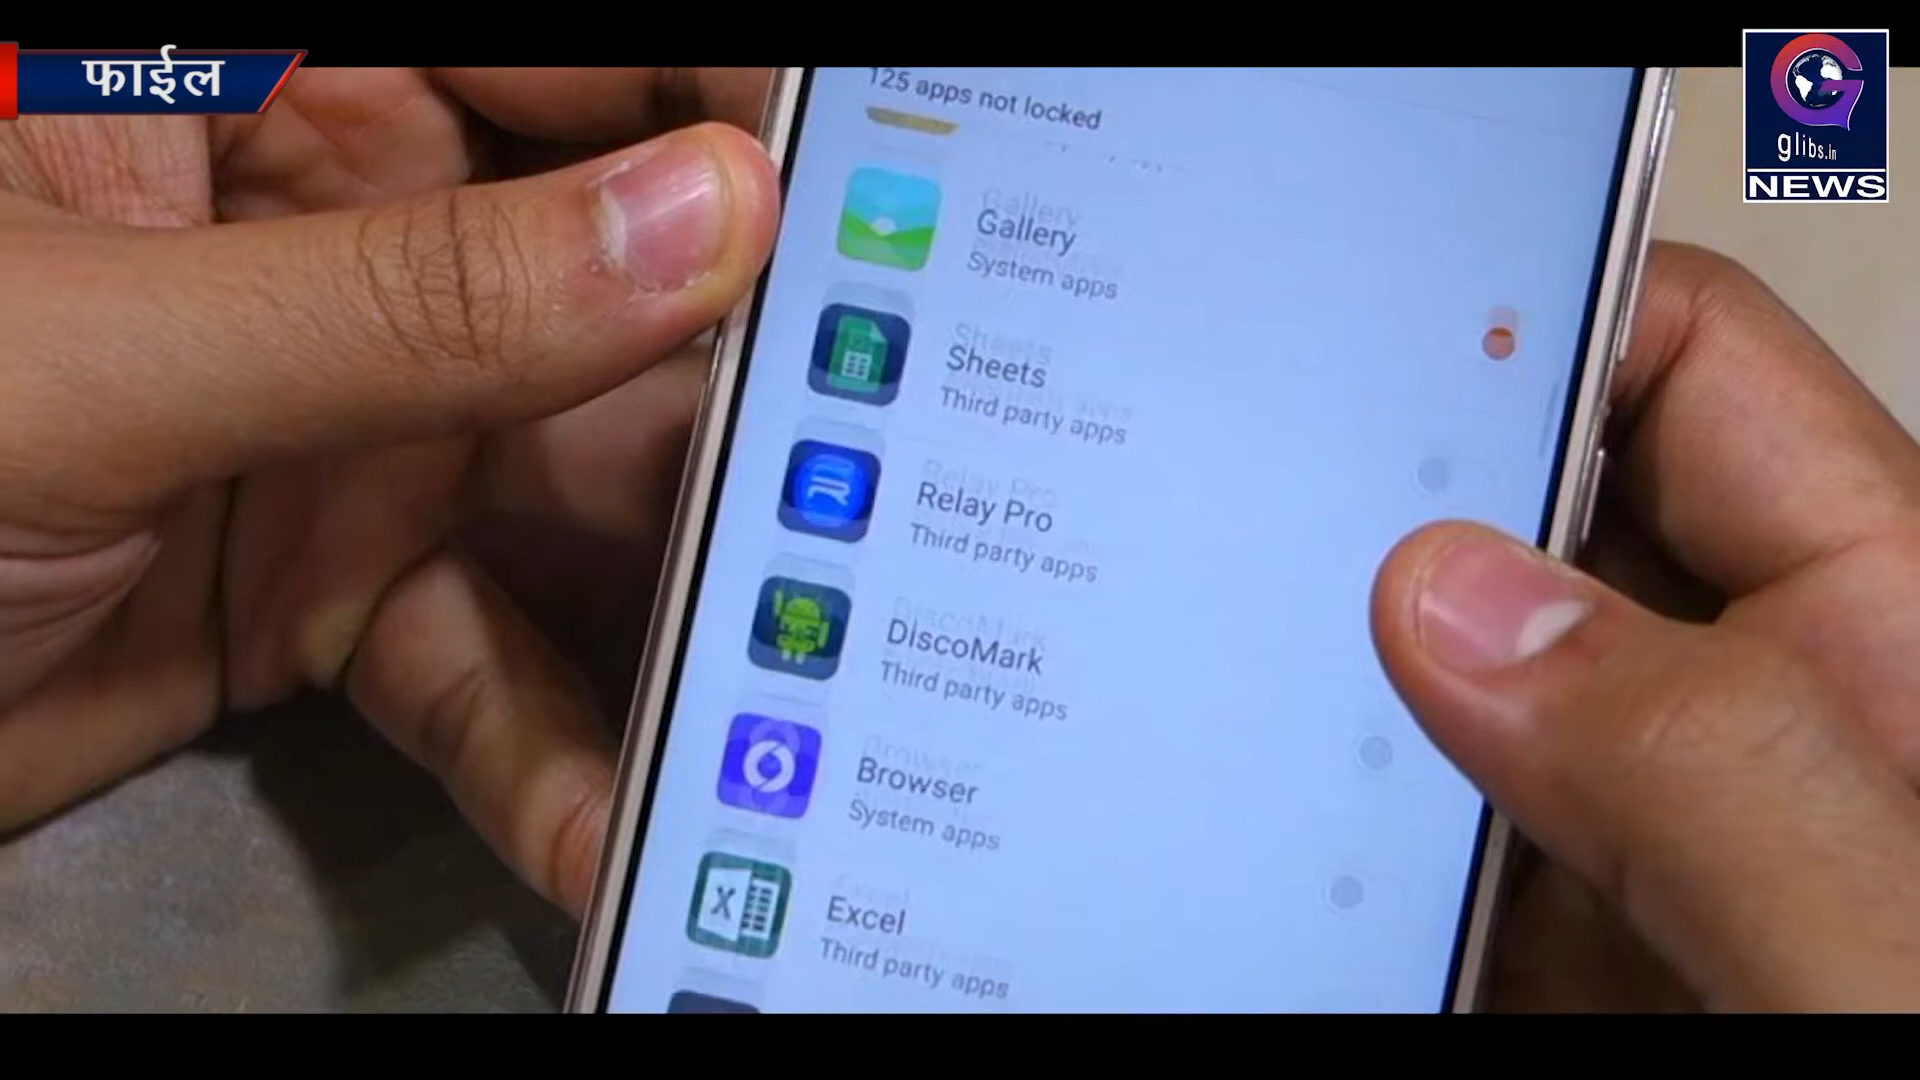 फाईल
glibs.in
NEWS
125 apps not locked
Gallery
System apps
Sheets
Third party apps
Relay Pro
Third party apps
DiscoMark
Third party apps
Browser
System apps
Excel
Third party apps